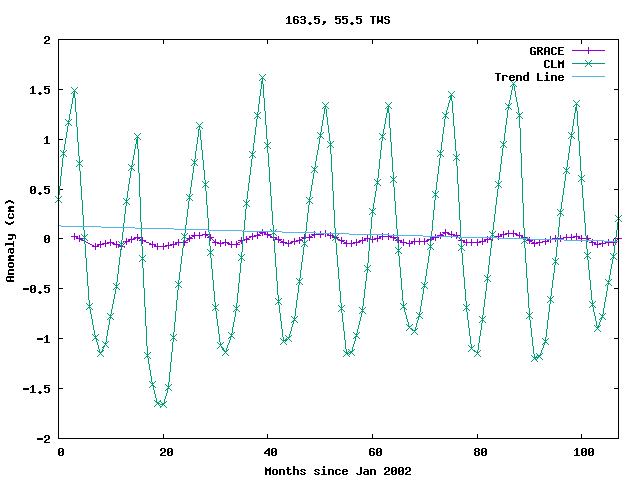 163.5, 55.5 TWS
GRACE
CLM
Trend Line
2
1.5
1
0.5
0
-0.5
-1
-1.5
-2
Anomaly (cm)
0 20 40 60 80 100
Months since Jan 2002